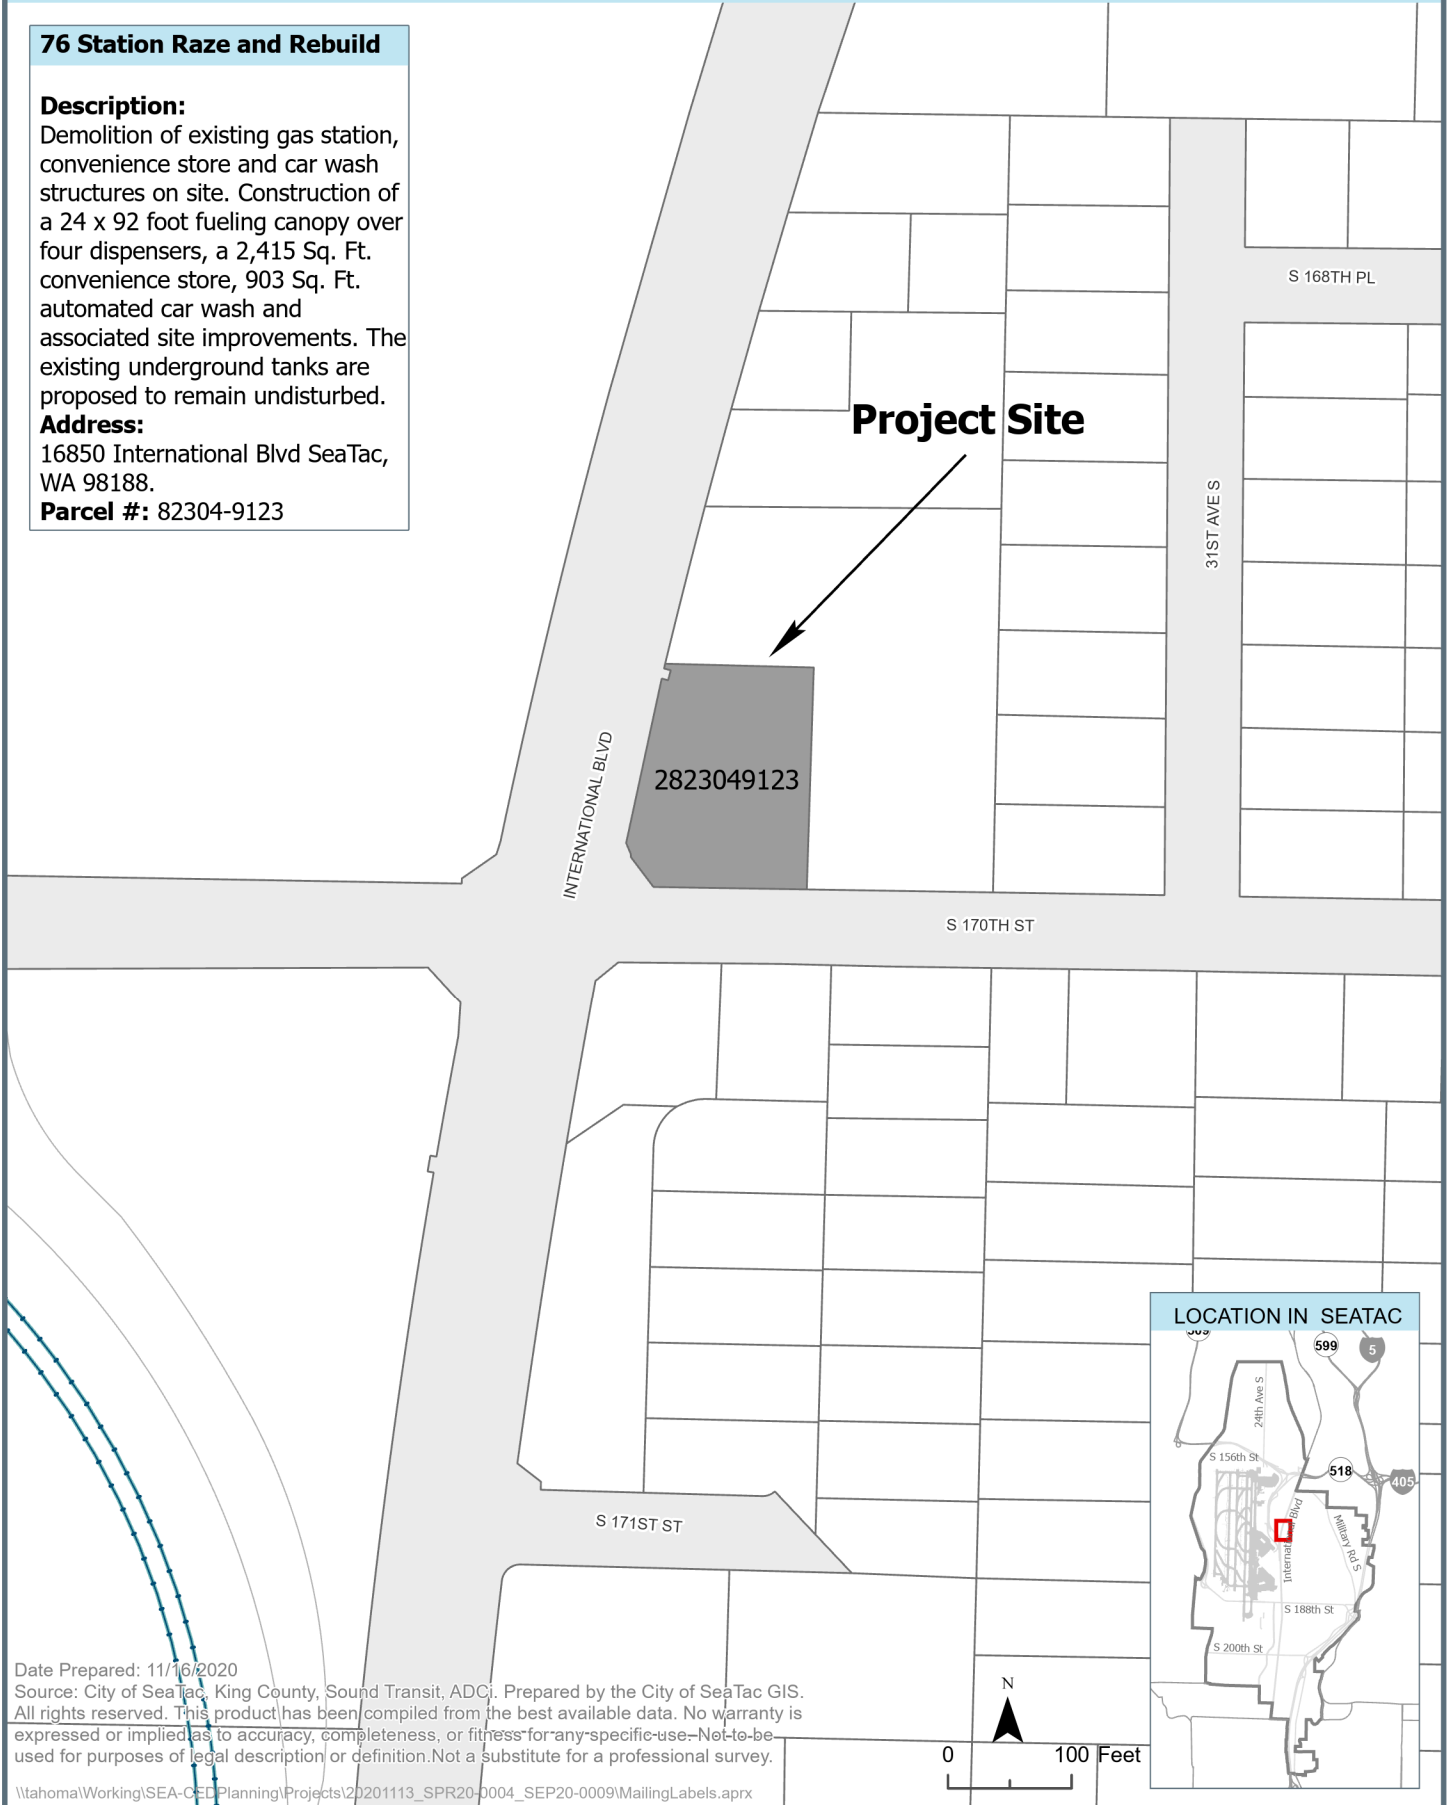 76 Station Raze and Rebuild
Description:
Demolition of existing gas station,
convenience store and car wash
structures on site. Construction of
a 24 x 92 foot fueling canopy over
four dispensers, a 2,415 Sq. Ft.
convenience store, 903 Sq. Ft.
automated car wash and
associated site improvements. The
existing underground tanks are
proposed to remain undisturbed.
Address:
16850 International Blvd SeaTac,
WA 98188.
Parcel #: 82304-9123
S 168TH PL
Project Site
31ST AVE S
2823049123
INTERNATIONAL BLVD
S 170TH ST
S 171ST ST
LOCATION IN SEATAC
509
599
5
24th Ave S
S 156th St
518
405
International Blvd
Military Rd S
S 188th St
S 200th St
Date Prepared: 11/16/2020
Source: City of SeaTac, King County, Sound Transit, ADCi. Prepared by the City of SeaTac GIS.
All rights reserved. This product has been compiled from the best available data. No warranty is
expressed or implied as to accuracy, completeness, or fitness for any specific use. Not to be
used for purposes of legal description or definition.Not a substitute for a professional survey.
\\tahoma\Working\SEA-CEDPlanning\Projects\20201113_SPR20-0004_SEP20-0009\MailingLabels.aprx
N
0 100 Feet